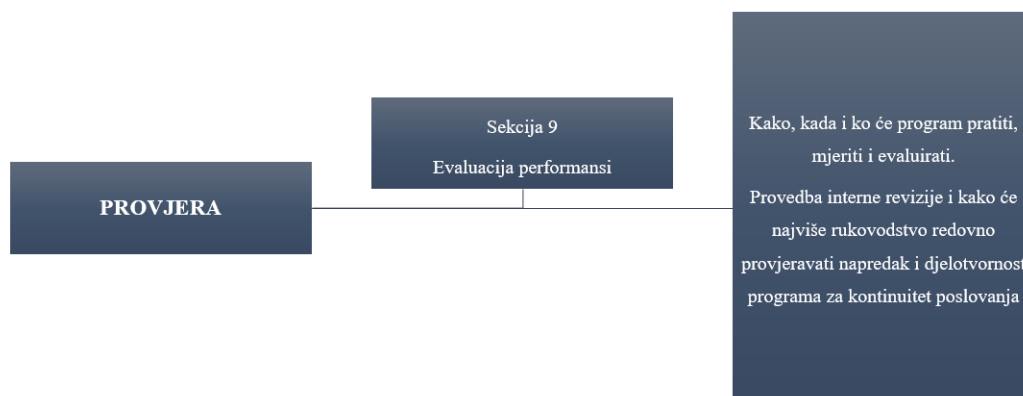 PROVJERA
Sekcija 9
Evaluacija performansi
Kako, kada i ko će program pratiti,
mjeriti i evaluirati.
Provedba interne revizije i kako će
najviše rukovodstvo redovno
provjeravati napredak i djelotvornost
programa za kontinuitet poslovanja